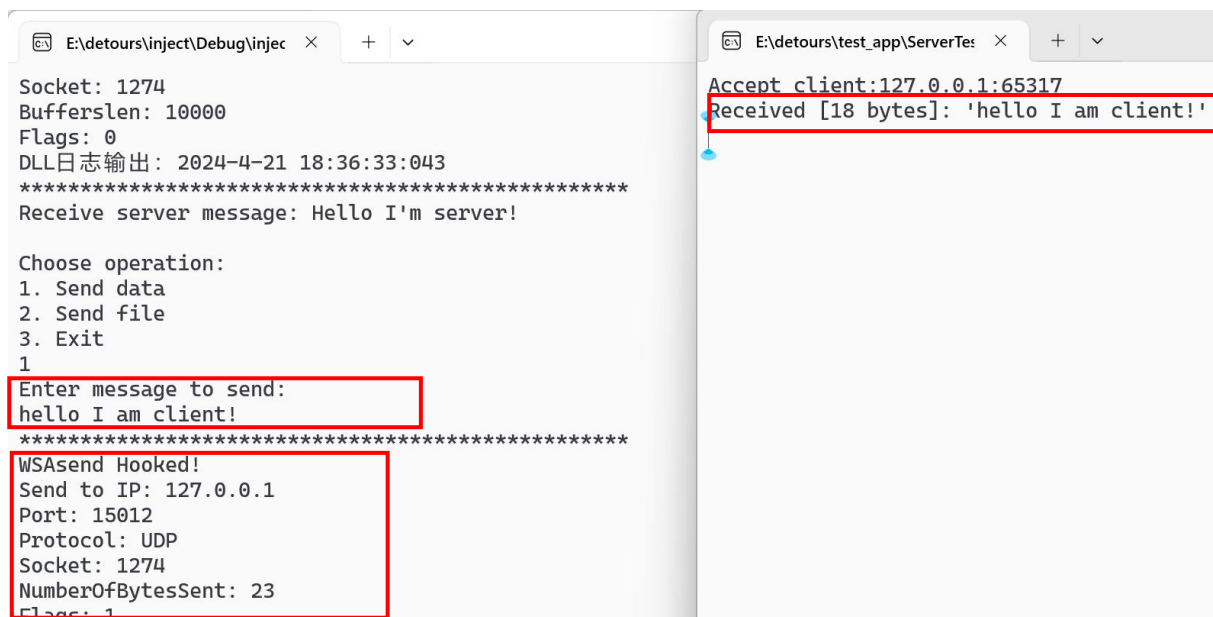 E:\detours\inject\Debug\injec
Socket: 1274
Bufferslen: 10000
Flags: 0
DLL日志输出: 2024-4-21 18:36:33:043
**************************************************
Receive server message: Hello I'm server!
Choose operation:
1. Send data
2. Send file
3. Exit
1
Enter message to send:
hello I am client!
**************************************************
WSAsend Hooked!
Send to IP: 127.0.0.1
Port: 15012
Protocol: UDP
Socket: 1274
NumberOfBytesSent: 23
Flags: 1
E:\detours\test_app\ServerTes
Accept client:127.0.0.1:65317
Received [18 bytes]: 'hello I am client!'